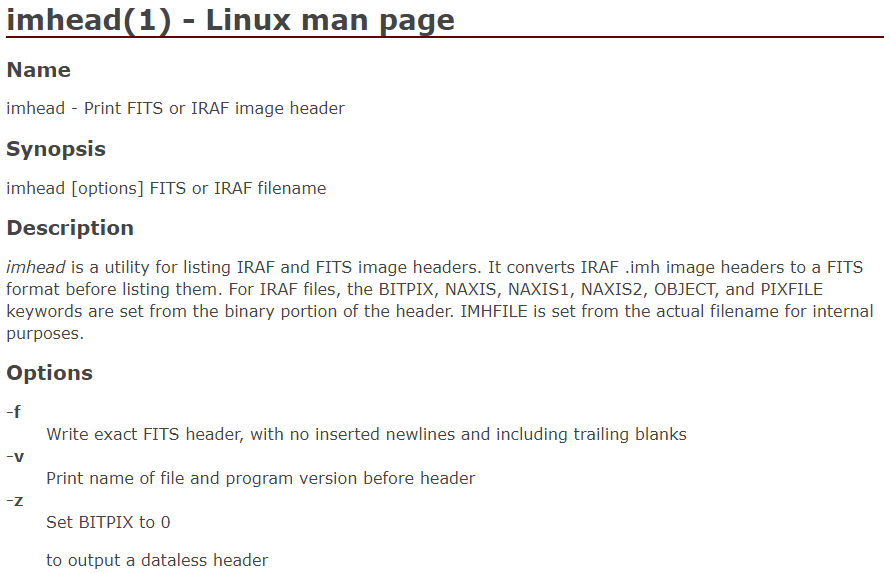 imhead(1) - Linux man page
Name
imhead - Print FITS or IRAF image header
Synopsis
imhead [options] FITS or IRAF filename
Description
imhead is a utility for listing IRAF and FITS image headers. It converts IRAF .imh image headers to a FITS
format before listing them. For IRAF files, the BITPIX, NAXIS, NAXIS1, NAXIS2, OBJECT, and PIXFILE
keywords are set from the binary portion of the header. IMHFILE is set from the actual filename for internal
purposes.
Options
-f
Write exact FITS header, with no inserted newlines and including trailing blanks
-v
Print name of file and program version before header
-z
Set BITPIX to 0
to output a dataless header